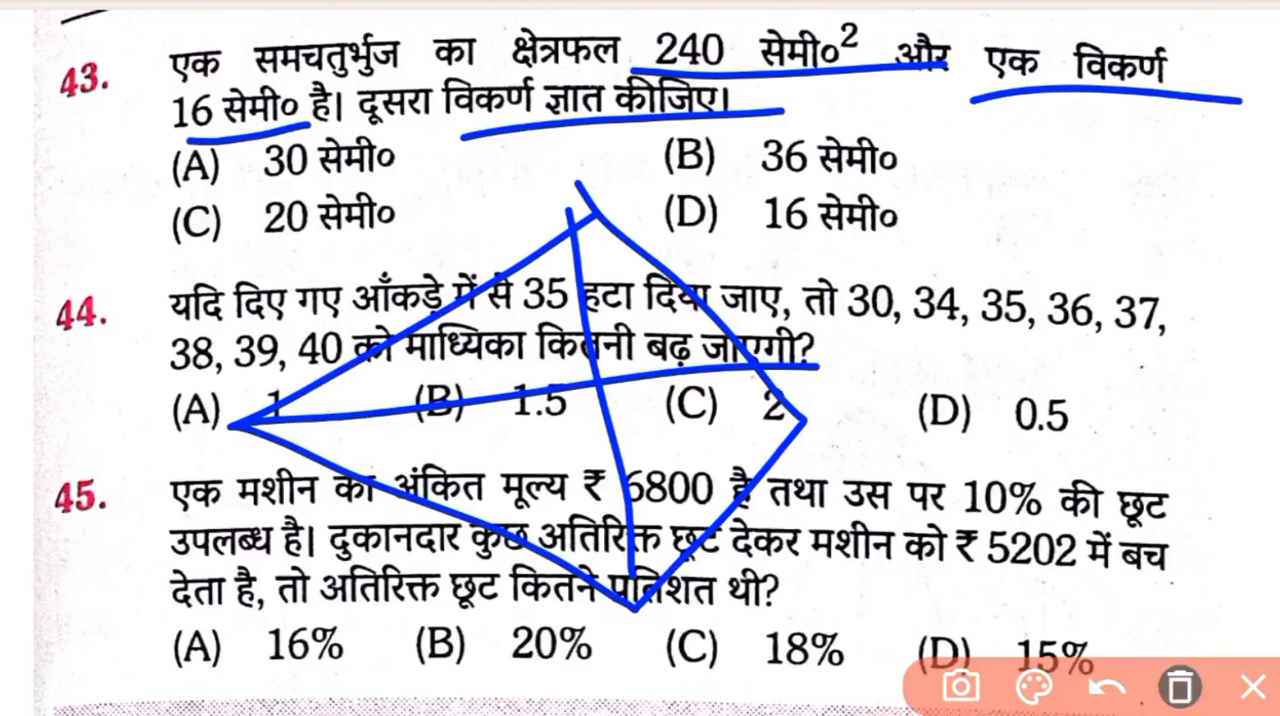 43. एक समचतुर्भुज का क्षेत्रफल 240 सेमी०² और एक विकर्ण
16 सेमी० है। दूसरा विकर्ण ज्ञात कीजिए।
(A) 30 सेमी० (B) 36 सेमी०
(C) 20 सेमी० (D) 16 सेमी०
44. यदि दिए गए आँकड़े में से 35 हटा दिया जाए, तो 30, 34, 35, 36, 37,
38, 39, 40 को माध्यिका कितनी बढ़ जाएगी?
(A) 1 (B) 1.5 (C) 2 (D) 0.5
45. एक मशीन का अंकित मूल्य ₹ 6800 है तथा उस पर 10% की छूट
उपलब्ध है। दुकानदार कुछ अतिरिक्त छूट देकर मशीन को ₹ 5202 में बच
देता है, तो अतिरिक्त छूट कितने प्रतिशत थी?
(A) 16% (B) 20% (C) 18% (D) 15%